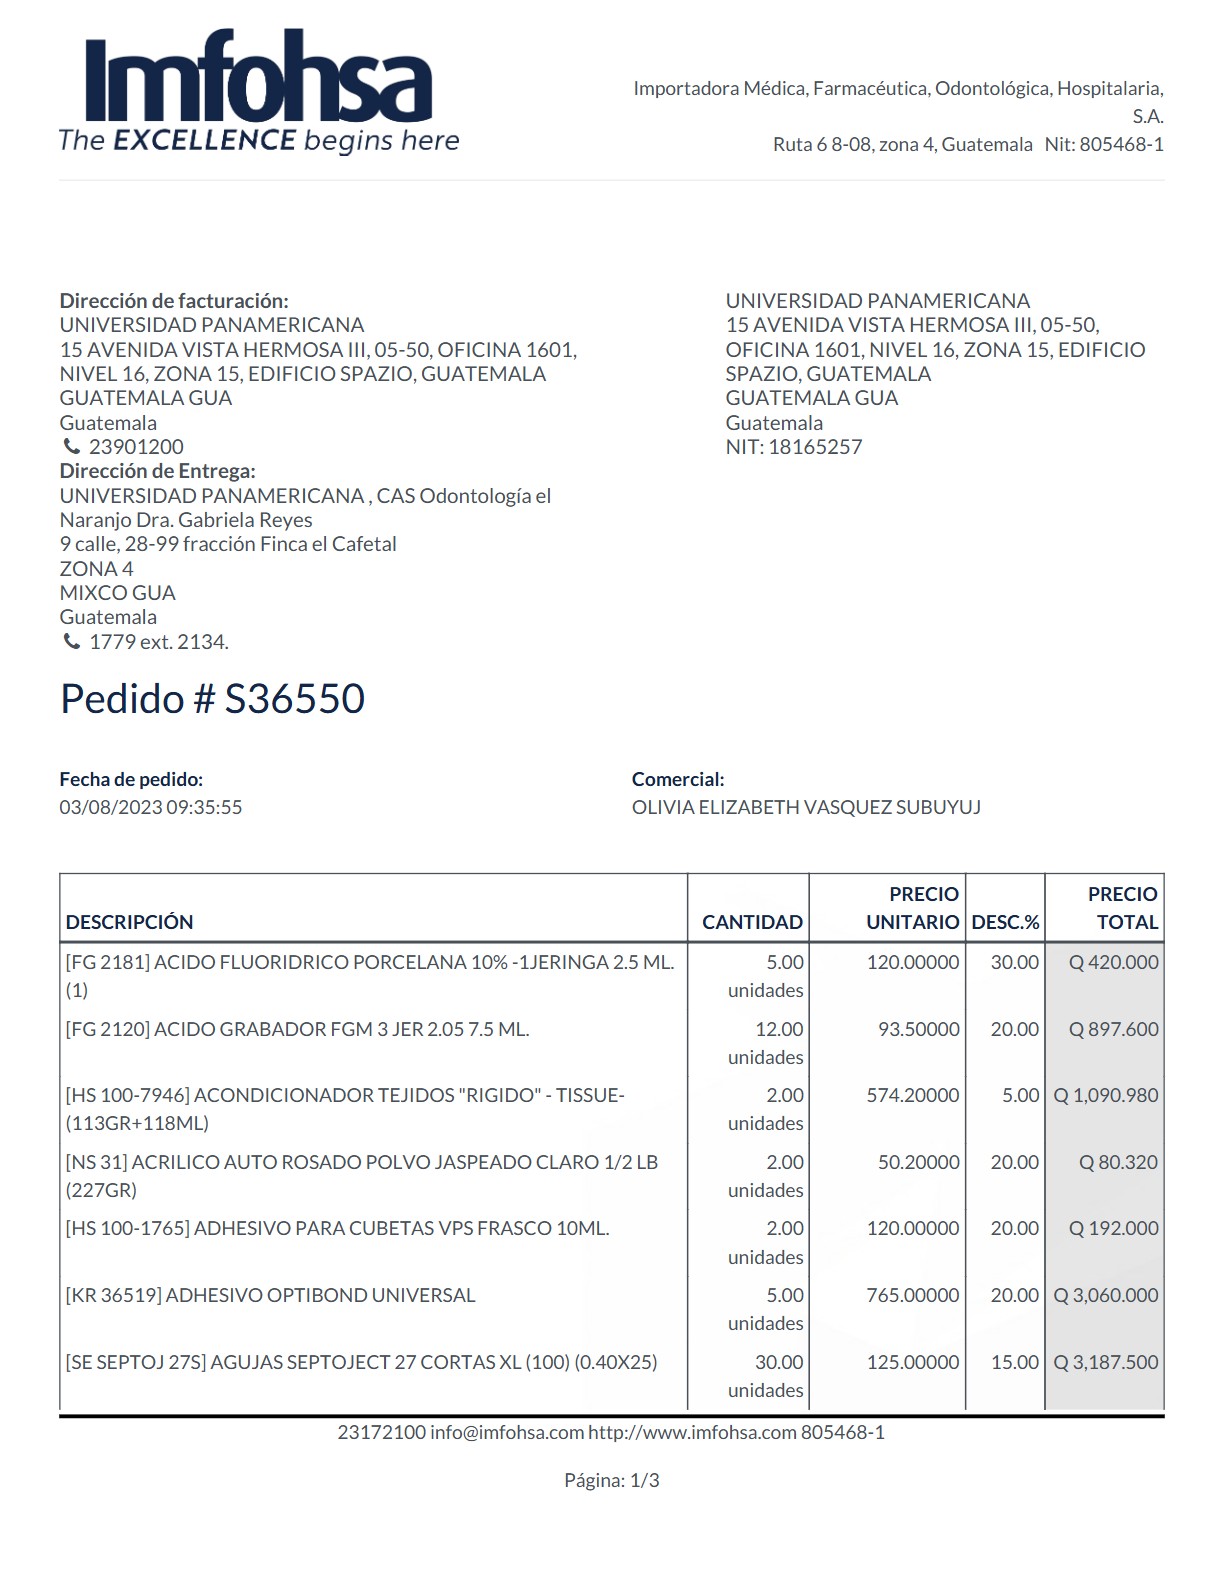 Imfohsa
The EXCELLENCE begins here
Importadora Médica, Farmacéutica, Odontológica, Hospitalaria,
S.A.
Ruta 6 8-08, zona 4, Guatemala Nit: 805468-1
Dirección de facturación:
UNIVERSIDAD PANAMERICANA
15 AVENIDA VISTA HERMOSA III, 05-50, OFICINA 1601,
NIVEL 16, ZONA 15, EDIFICIO SPAZIO, GUATEMALA
GUATEMALA GUA
Guatemala
23901200
Dirección de Entrega:
UNIVERSIDAD PANAMERICANA , CAS Odontología el
Naranjo Dra. Gabriela Reyes
9 calle, 28-99 fracción Finca el Cafetal
ZONA 4
MIXCO GUA
Guatemala
1779 ext. 2134.
UNIVERSIDAD PANAMERICANA
15 AVENIDA VISTA HERMOSA III, 05-50,
OFICINA 1601, NIVEL 16, ZONA 15, EDIFICIO
SPAZIO, GUATEMALA
GUATEMALA GUA
Guatemala
NIT: 18165257
Pedido # S36550
Fecha de pedido:
03/08/2023 09:35:55
Comercial:
OLIVIA ELIZABETH VASQUEZ SUBUYUJ
PRECIO PRECIO
DESCRIPCIÓN CANTIDAD UNITARIO DESC.% TOTAL
[FG 2181] ACIDO FLUORIDRICO PORCELANA 10% -1JERINGA 2.5 ML. 5.00 120.00000 30.00 Q 420.000
(1) unidades
[FG 2120] ACIDO GRABADOR FGM 3 JER 2.05 7.5 ML. 12.00 93.50000 20.00 Q 897.600
unidades
[HS 100-7946] ACONDICIONADOR TEJIDOS "RIGIDO" - TISSUE- 2.00 574.20000 5.00 Q 1,090.980
(113GR+118ML) unidades
[NS 31] ACRILICO AUTO ROSADO POLVO JASPEADO CLARO 1/2 LB 2.00 50.20000 20.00 Q 80.320
(227GR) unidades
[HS 100-1765] ADHESIVO PARA CUBETAS VPS FRASCO 10ML. 2.00 120.00000 20.00 Q 192.000
unidades
[KR 36519] ADHESIVO OPTIBOND UNIVERSAL 5.00 765.00000 20.00 Q 3,060.000
unidades
[SE SEPTOJ 27S] AGUJAS SEPTOJECT 27 CORTAS XL (100) (0.40X25) 30.00 125.00000 15.00 Q 3,187.500
unidades
23172100 info@imfohsa.com http://www.imfohsa.com 805468-1
Página: 1/3